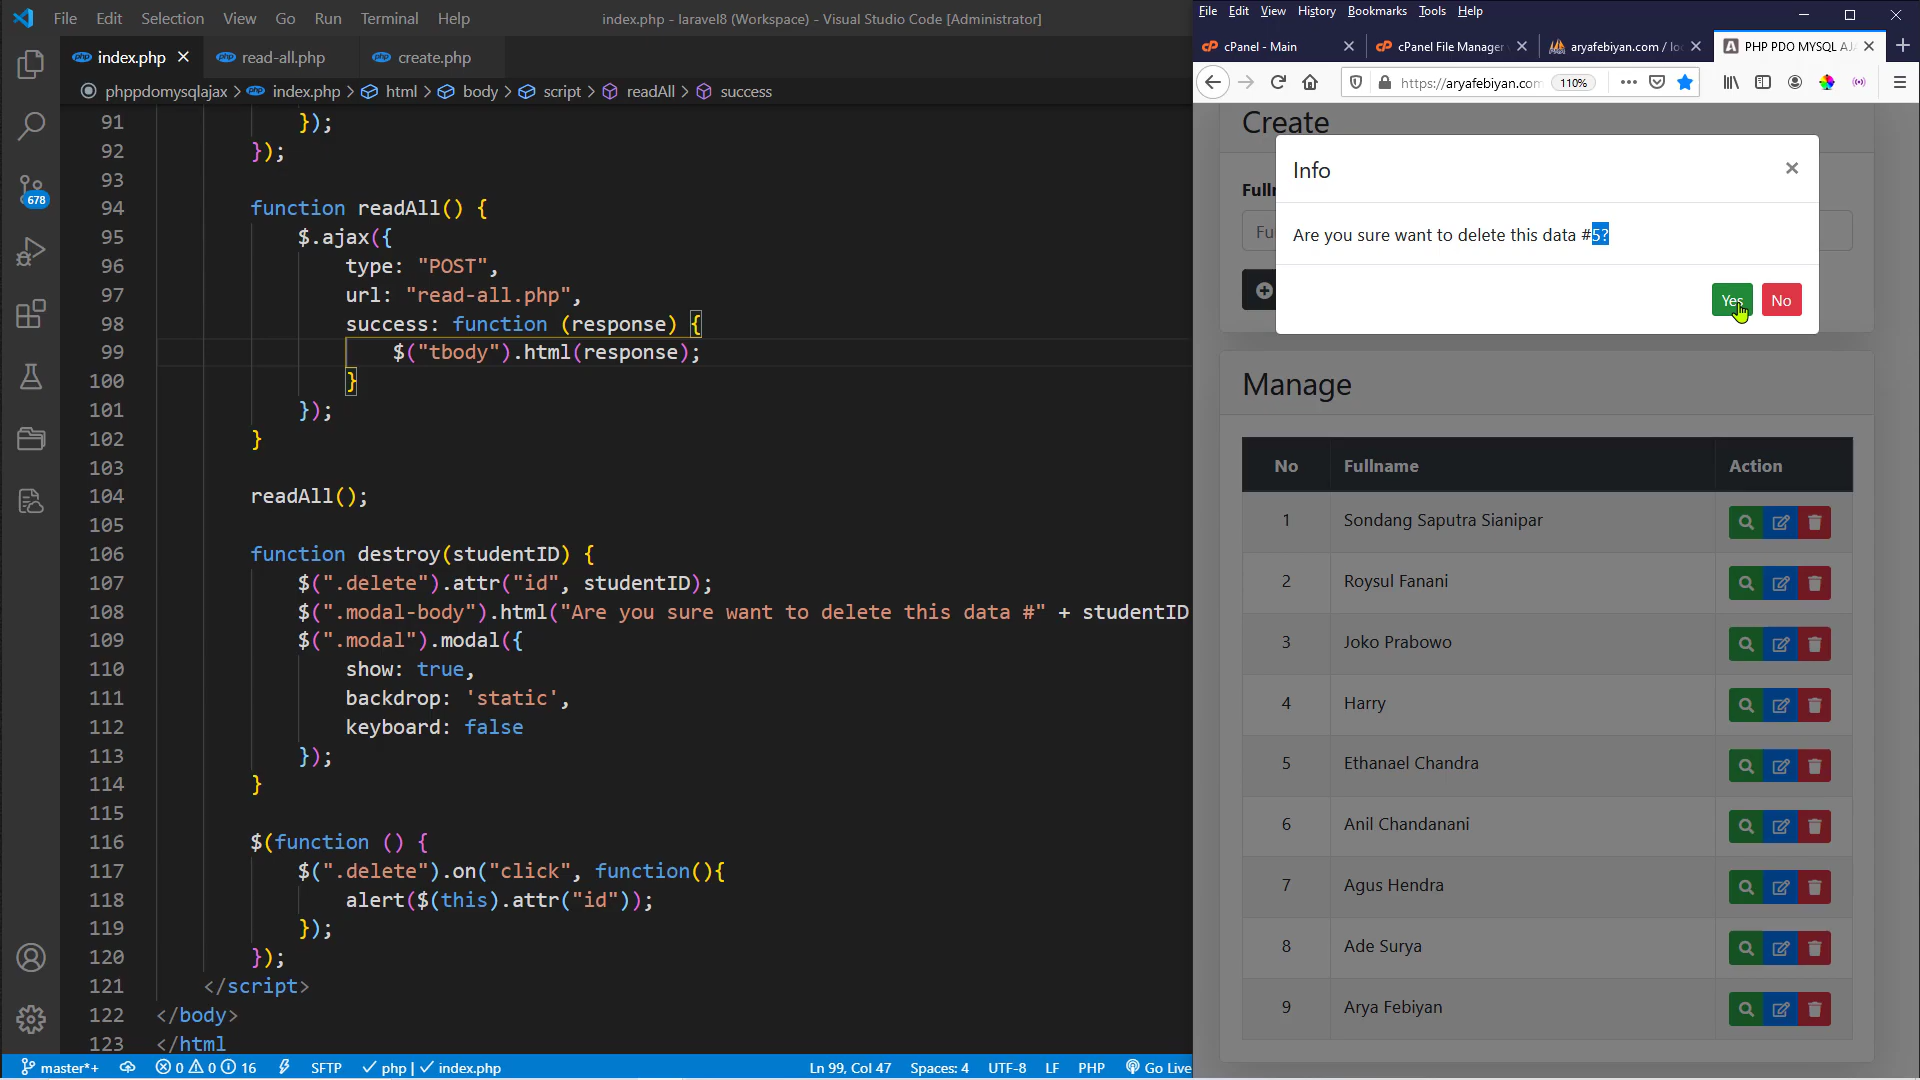 File Edit Selection View Go Run Terminal Help
index.php - laravel8 (Workspace) - Visual Studio Code [Administrator]
index.php
read-all.php
create.php
phppdomysqlajax > index.php > html > body > script > readAll > success
678
91 });
92 });
93
94 function readAll() {
95 $.ajax({
96 type: "POST",
97 url: "read-all.php",
98 success: function (response) {
99 $("tbody").html(response);
100 }
101 });
102 }
103
104 readAll();
105
106 function destroy(studentID) {
107 $(".delete").attr("id", studentID);
108 $(".modal-body").html("Are you sure want to delete this data #" + studentID
109 $(".modal").modal({
110 show: true,
111 backdrop: 'static',
112 keyboard: false
113 });
114 }
115
116 $(function () {
117 $(".delete").on("click", function(){
118 alert($(this).attr("id"));
119 });
120 });
121 </script>
122 </body>
123 </html
master*+ 0 0 16 SFTP php | index.php Ln 99, Col 47 Spaces: 4 UTF-8 LF PHP Go Live
File Edit View History Bookmarks Tools Help
cPanel - Main
cPanel File Manager
aryafebiyan.com / loc
PHP PDO MYSQL AJA
https://aryafebiyan.com 110%
Create
Info ×
Are you sure want to delete this data #5?
Yes No
Manage
No Fullname Action
1 Sondang Saputra Sianipar
2 Roysul Fanani
3 Joko Prabowo
4 Harry
5 Ethanael Chandra
6 Anil Chandanani
7 Agus Hendra
8 Ade Surya
9 Arya Febiyan